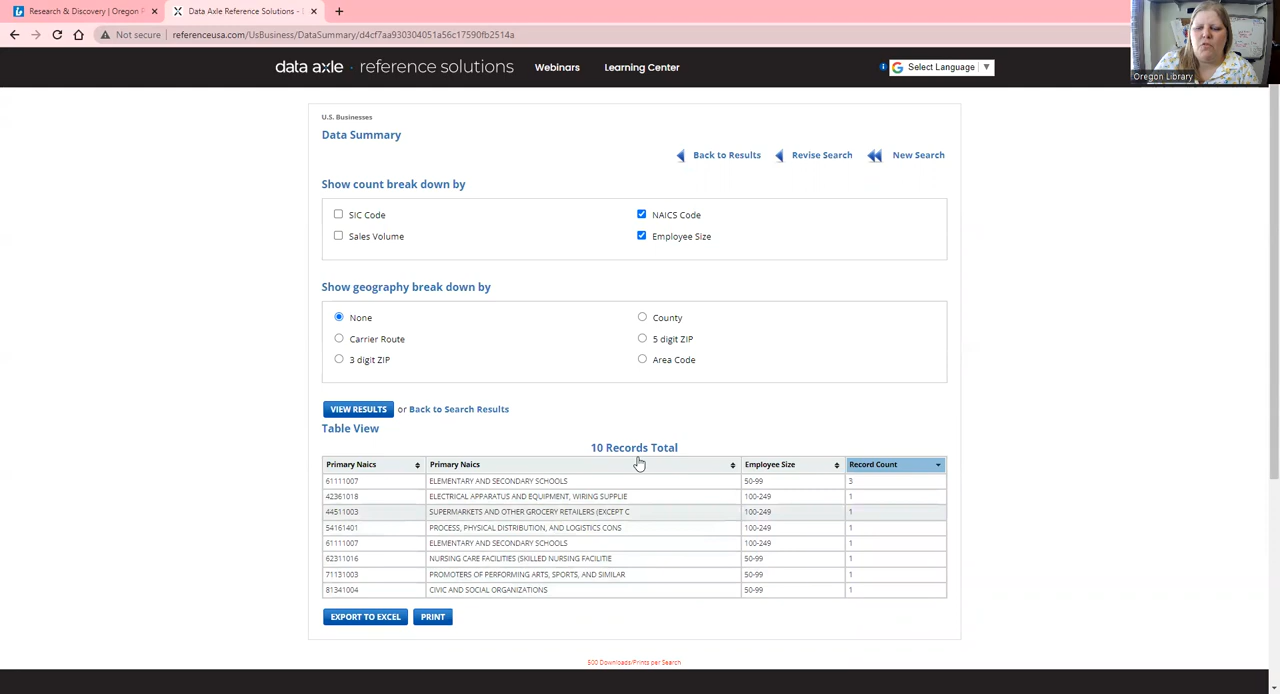 Research & Discovery | Oregon P
Data Axle Reference Solutions -
Not secure referenceusa.com/UsBusiness/DataSummary/d4cf7aa930304051a56c17590fb2514a
Oregon Library
data axle · reference solutions Webinars Learning Center Select Language
U.S. Businesses
Data Summary
Back to Results Revise Search New Search
Show count break down by
SIC Code NAICS Code
Sales Volume Employee Size
Show geography break down by
None County
Carrier Route 5 digit ZIP
3 digit ZIP Area Code
VIEW RESULTS or Back to Search Results
Table View
10 Records Total
Primary Naics Primary Naics Employee Size Record Count
61111007 ELEMENTARY AND SECONDARY SCHOOLS 50-99 3
42361018 ELECTRICAL APPARATUS AND EQUIPMENT, WIRING SUPPLIE 100-249 1
44511003 SUPERMARKETS AND OTHER GROCERY RETAILERS (EXCEPT C 100-249 1
54161401 PROCESS, PHYSICAL DISTRIBUTION, AND LOGISTICS CONS 100-249 1
61111007 ELEMENTARY AND SECONDARY SCHOOLS 100-249 1
62311016 NURSING CARE FACILITIES (SKILLED NURSING FACILITIE 50-99 1
71131003 PROMOTERS OF PERFORMING ARTS, SPORTS, AND SIMILAR 50-99 1
81341004 CIVIC AND SOCIAL ORGANIZATIONS 50-99 1
EXPORT TO EXCEL PRINT
500 Downloads/Prints per Search